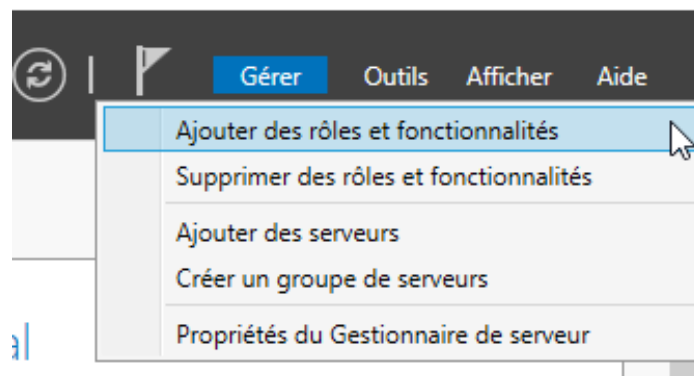 Gérer Outils Afficher Aide
Ajouter des rôles et fonctionnalités
Supprimer des rôles et fonctionnalités
Ajouter des serveurs
Créer un groupe de serveurs
Propriétés du Gestionnaire de serveur